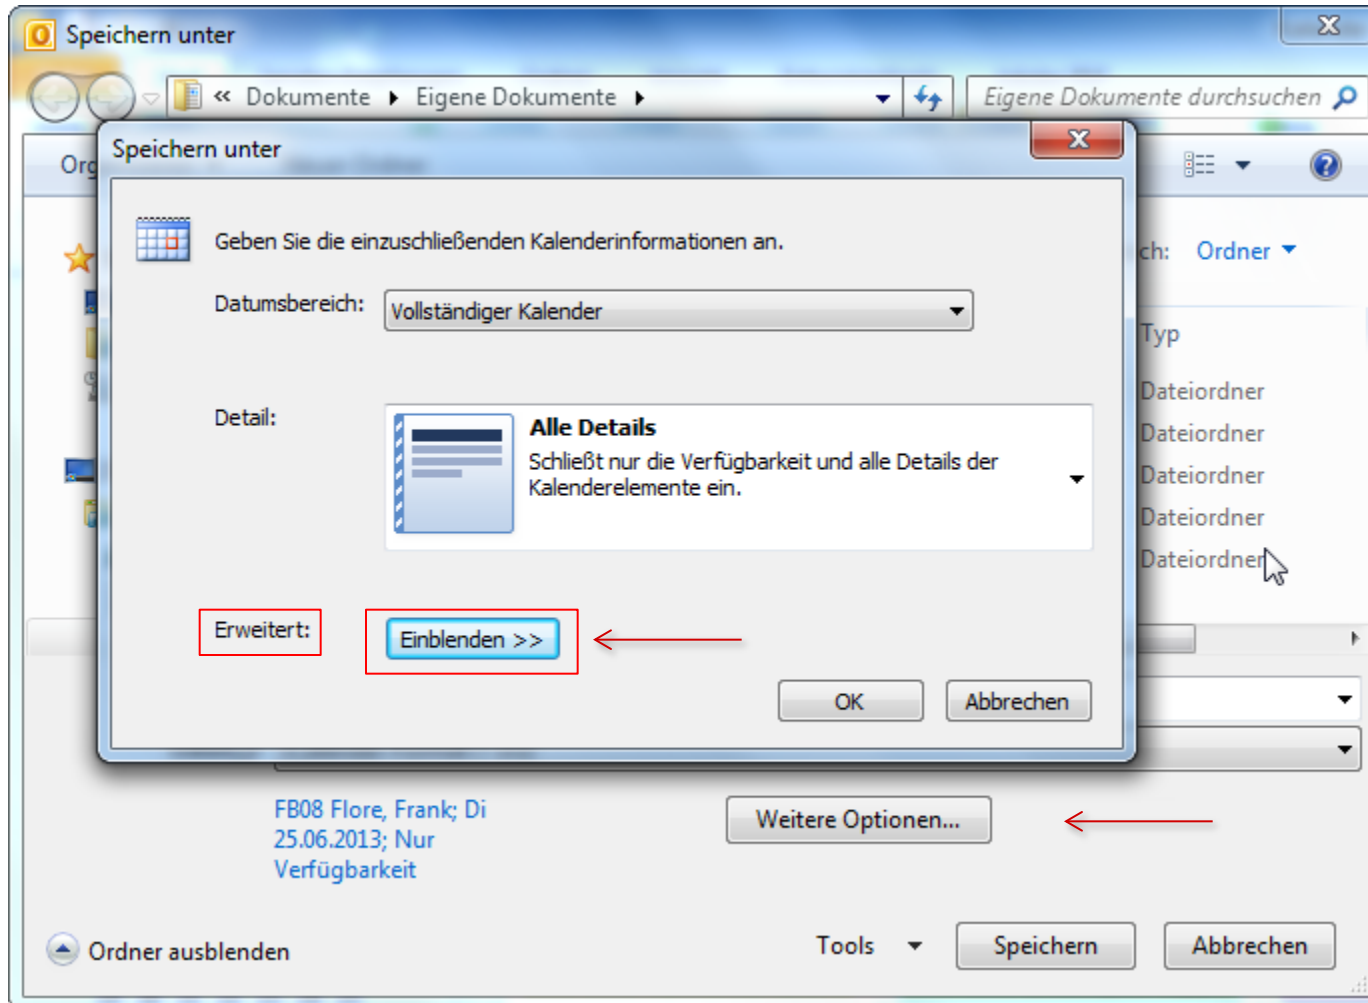 Speichern unter
« Dokumente Eigene Dokumente
Eigene Dokumente durchsuchen
Speichern unter
Org
Geben Sie die einzuschließenden Kalenderinformationen an.
ch: Ordner
Datumsbereich: Vollständiger Kalender
Typ
Dateiordner
Detail: Alle Details
Schließt nur die Verfügbarkeit und alle Details der
Kalenderelemente ein.
Dateiordner
Dateiordner
Dateiordner
Dateiordner
Erweitert: Einblenden >>
OK Abbrechen
FB08 Flore, Frank; Di
25.06.2013; Nur
Verfügbarkeit
Weitere Optionen...
Ordner ausblenden
Tools Speichern Abbrechen